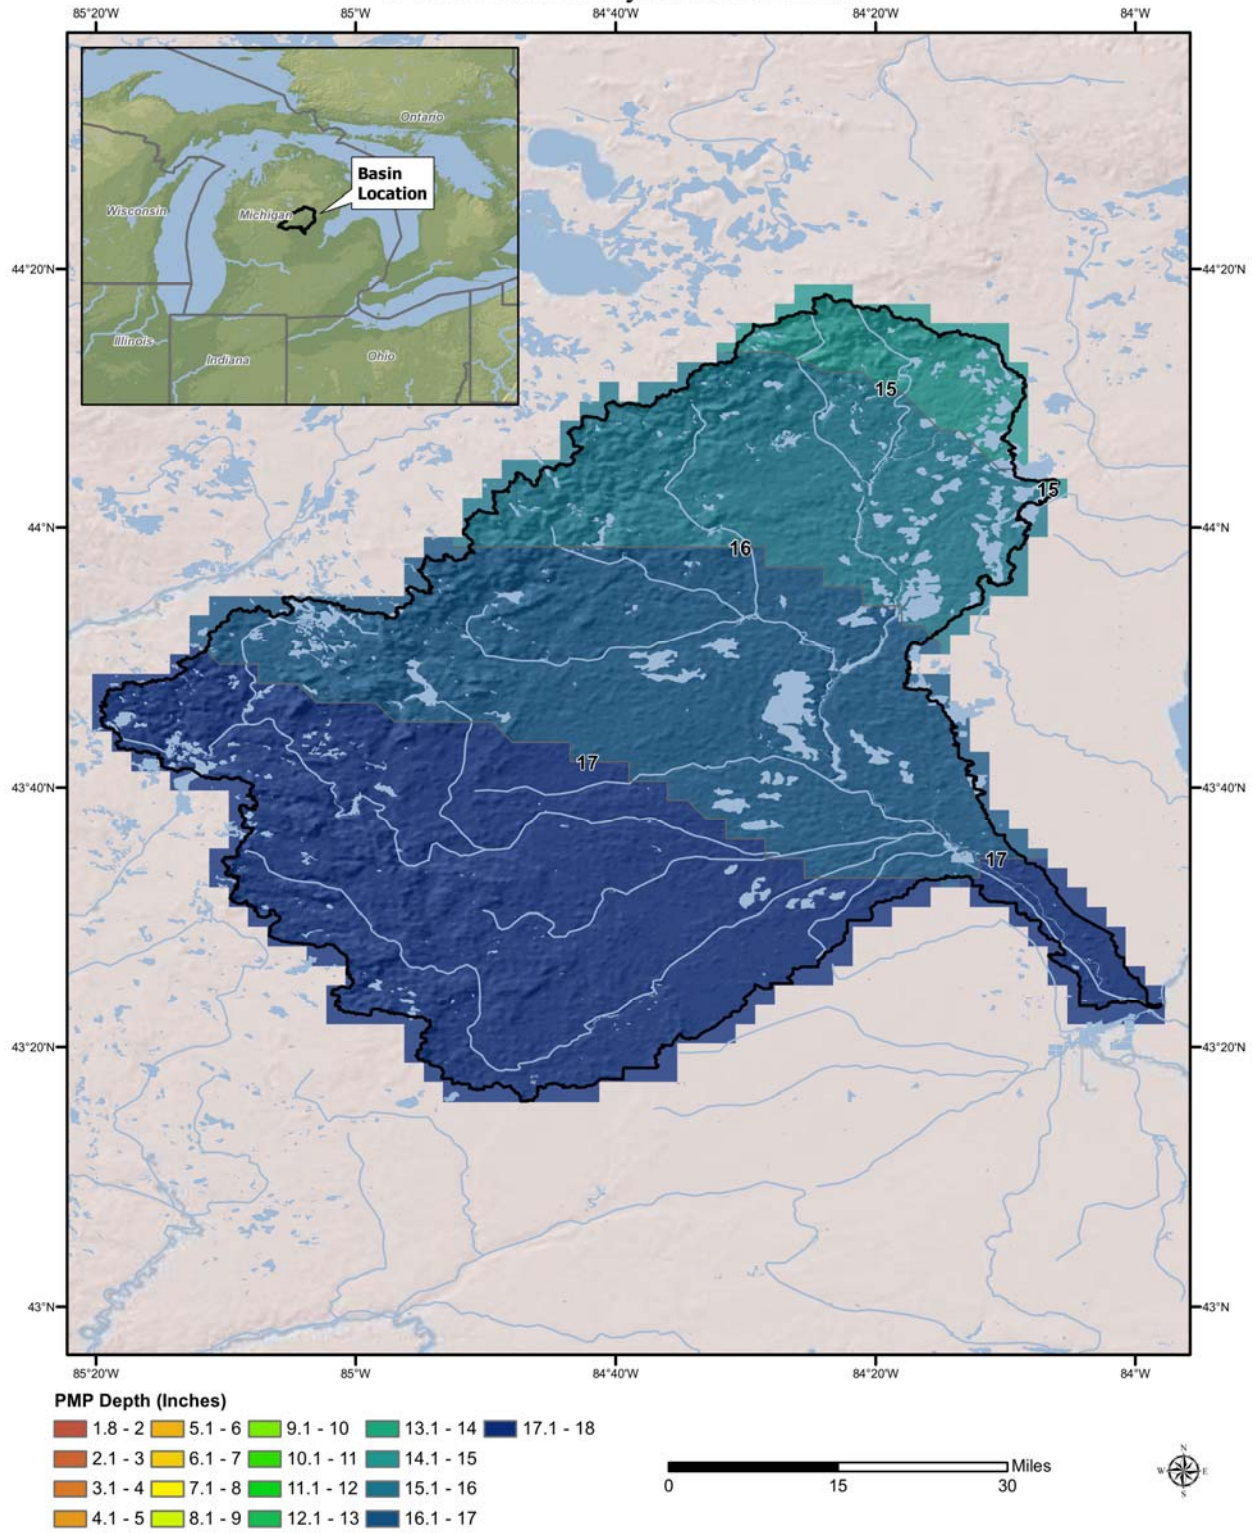 85°20'W 85°0'W 84°40'W 84°20'W 84°0'W
Ontario
Basin
Location
Wisconsin
Michigan
Illinois
Indiana
Ohio
44°20'N 44°20'N
15
15
44°N 44°N
16
17
43°40'N 43°40'N
17
43°20'N 43°20'N
43°N 43°N
85°20'W 85°0'W 84°40'W 84°20'W 84°0'W
PMP Depth (Inches)
1.8 - 2 5.1 - 6 9.1 - 10 13.1 - 14 17.1 - 18
2.1 - 3 6.1 - 7 10.1 - 11 14.1 - 15
3.1 - 4 7.1 - 8 11.1 - 12 15.1 - 16
4.1 - 5 8.1 - 9 12.1 - 13 16.1 - 17
Miles
0 15 30
N
W E
S